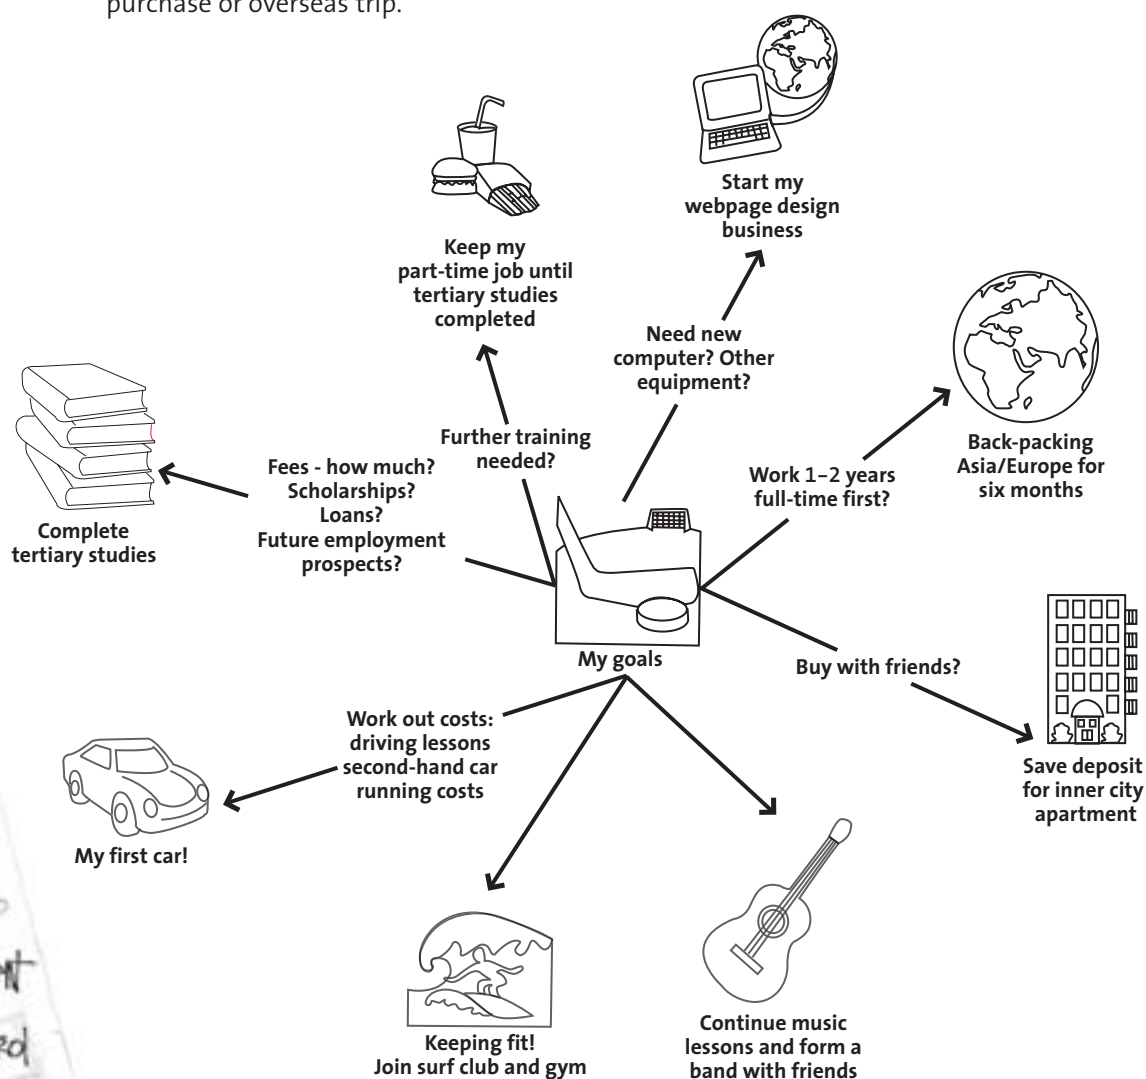 purchase or overseas trip.
Start my
webpage design
business
Keep my
part-time job until
tertiary studies
completed
Need new
computer? Other
equipment?
Back-packing
Asia/Europe for
six months
Further training
needed?
Work 1–2 years
full-time first?
Fees - how much?
Scholarships?
Loans?
Future employment
prospects?
Complete
tertiary studies
My goals
Buy with friends?
Save deposit
for inner city
apartment
Work out costs:
driving lessons
second-hand car
running costs
My first car!
Keeping fit!
Join surf club and gym
Continue music
lessons and form a
band with friends